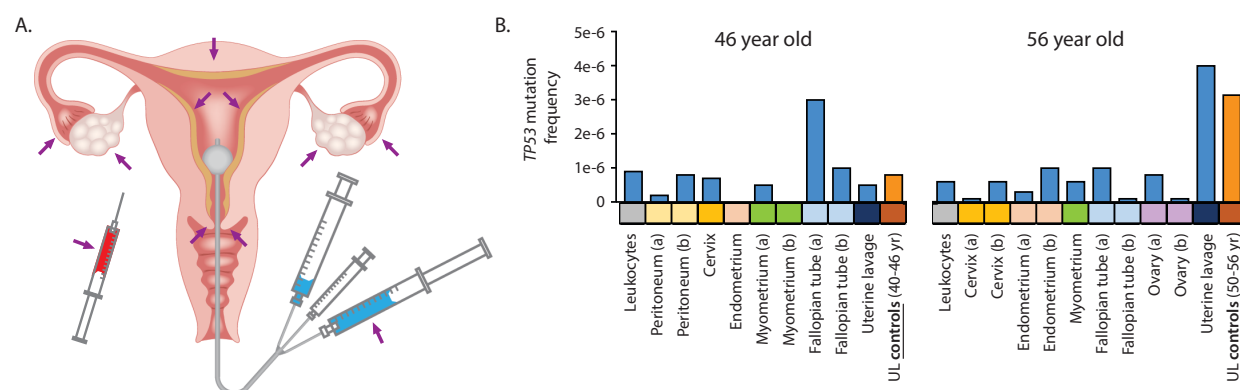 A.
B.
TP53 mutation
frequency
5e-6
4e-6
3e-6
2e-6
1e-6
0
46 year old
56 year old
Leukocytes
Peritoneum (a)
Peritoneum (b)
Cervix
Endometrium
Myometrium (a)
Myometrium (b)
Fallopian tube (a)
Fallopian tube (b)
Uterine lavage
UL controls (40-46 yr)
Leukocytes
Cervix (a)
Cervix (b)
Endometrium (a)
Endometrium (b)
Myometrium
Fallopian tube (a)
Fallopian tube (b)
Ovary (a)
Ovary (b)
Uterine lavage
UL controls (50-56 yr)